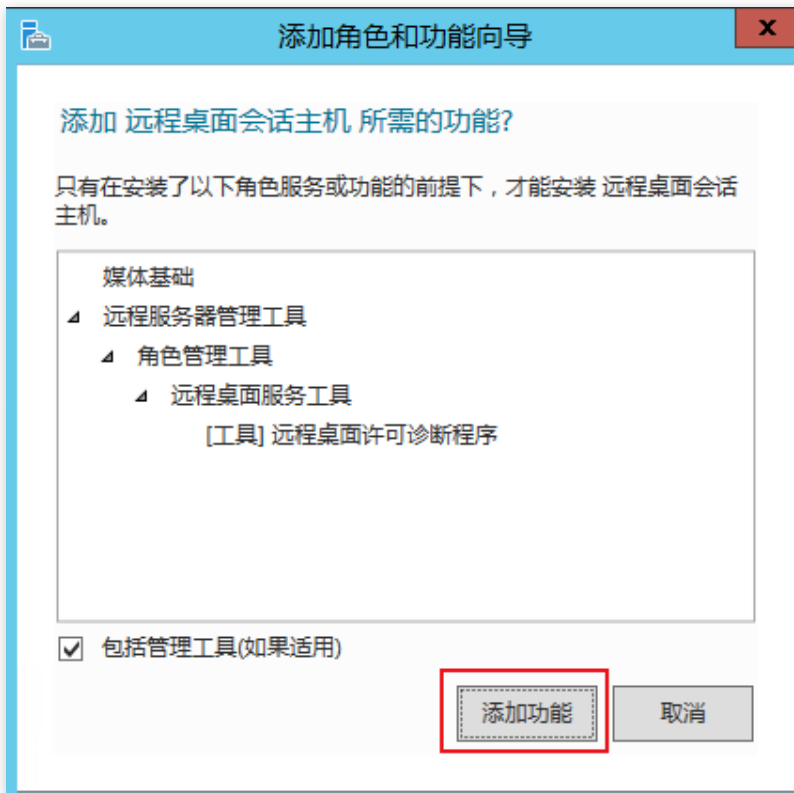 添加角色和功能向导
x
添加 远程桌面会话主机 所需的功能?
只有在安装了以下角色服务或功能的前提下，才能安装 远程桌面会话
主机。
媒体基础
远程服务器管理工具
角色管理工具
远程桌面服务工具
[工具] 远程桌面许可诊断程序
包括管理工具(如果适用)
添加功能
取消